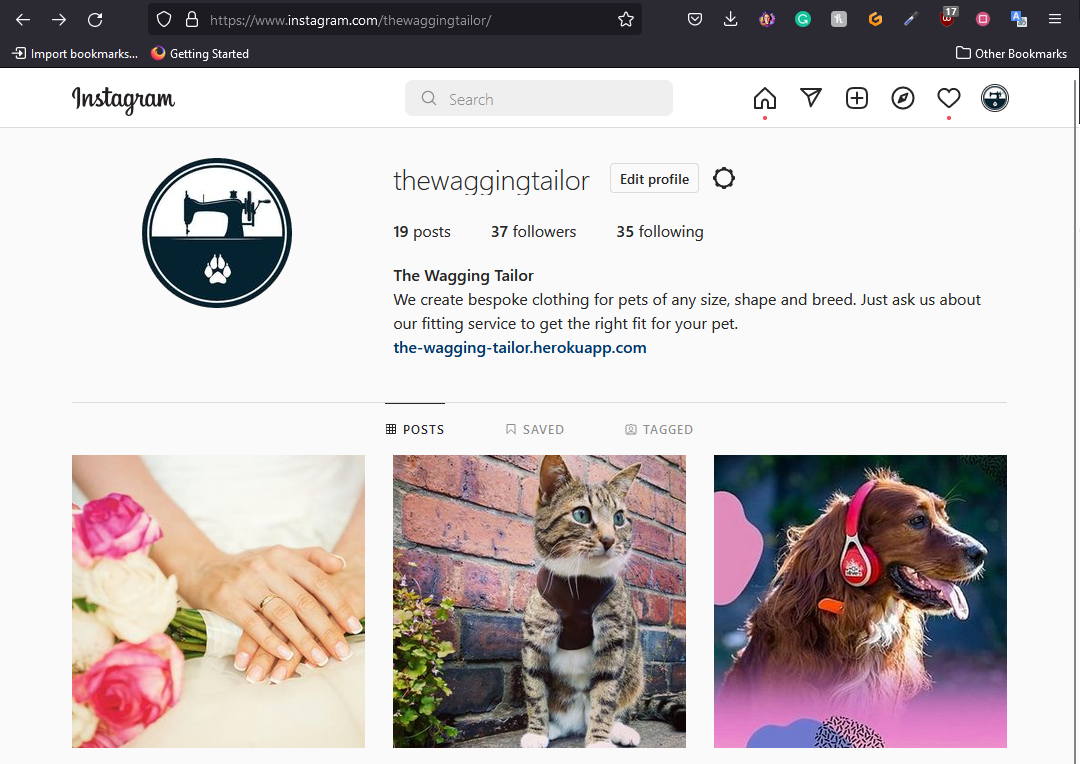 https://www.instagram.com/thewaggingtailor/
17
Import bookmarks...
Getting Started
Other Bookmarks
Instagram
Search
thewaggingtailor
Edit profile
19 posts
37 followers
35 following
The Wagging Tailor
We create bespoke clothing for pets of any size, shape and breed. Just ask us about
our fitting service to get the right fit for your pet.
the-wagging-tailor.herokuapp.com
POSTS
SAVED
TAGGED